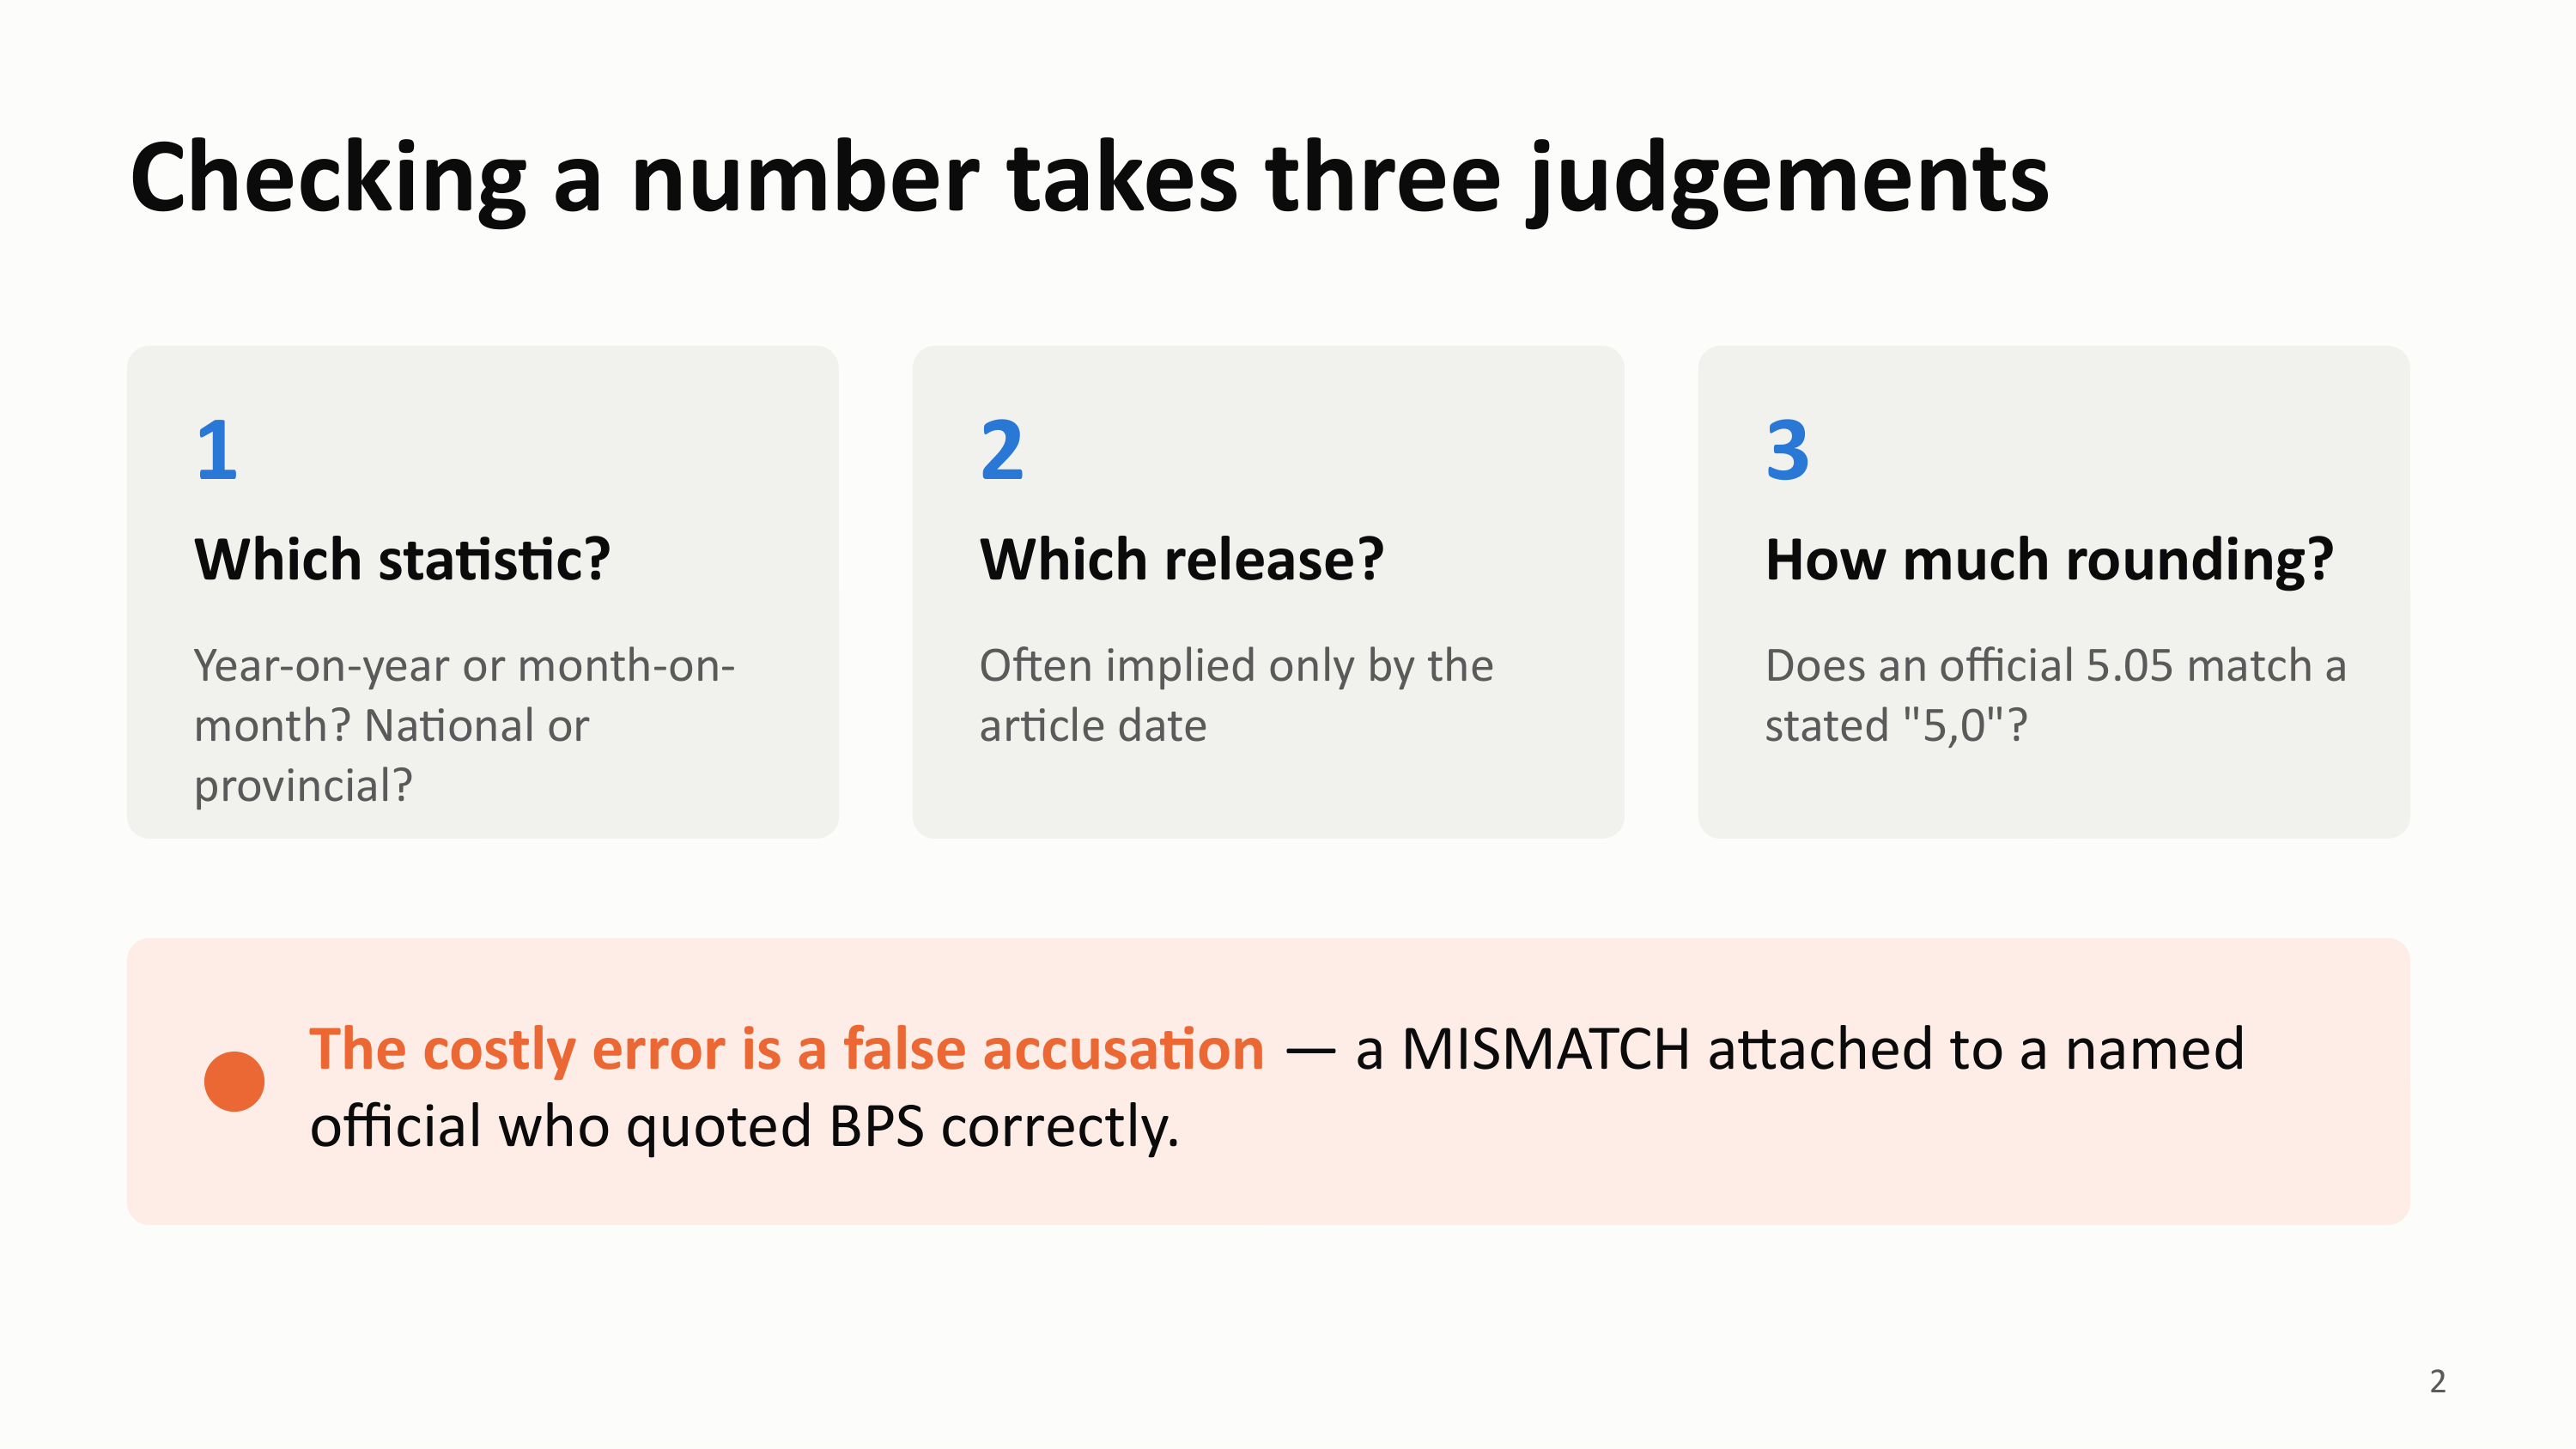 Checking a number takes three judgements
1
Which statistic?
Year-on-year or month-on-
month? National or
provincial?
2
Which release?
Often implied only by the
article date
3
How much rounding?
Does an official 5.05 match a
stated "5,0"?
The costly error is a false accusation — a MISMATCH attached to a named
official who quoted BPS correctly.
2